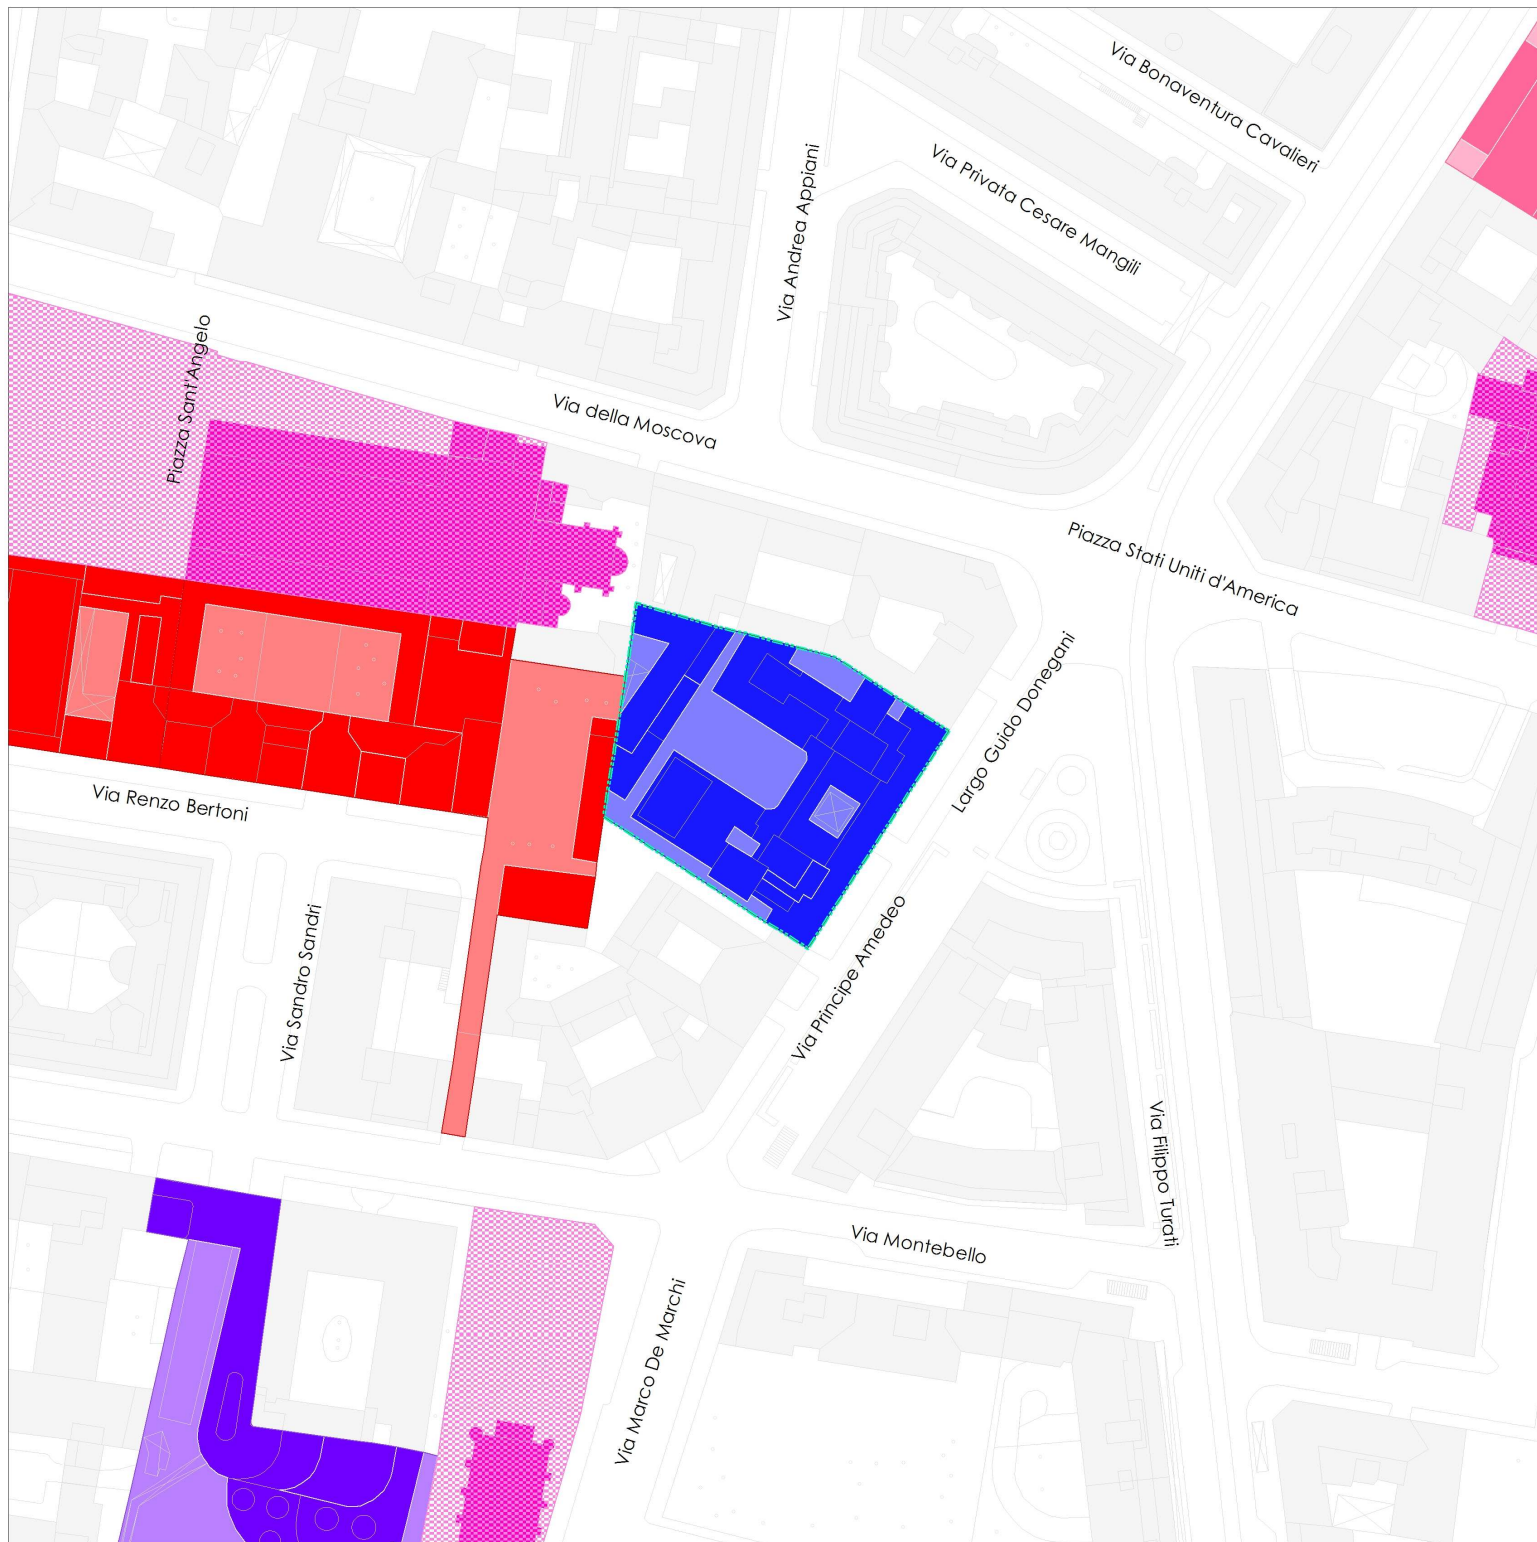 Via Bonaventura Cavalieri
Via Privata Cesare Mangili
Via Andrea Appiani
Piazza Sant'Angelo
Via della Moscova
Piazza Stati Uniti d'America
Largo Guido Donegani
Via Renzo Bertoni
Via Sandro Sandri
Via Principe Amedeo
Via Filippo Turati
Via Montebello
Via Marco De Marchi